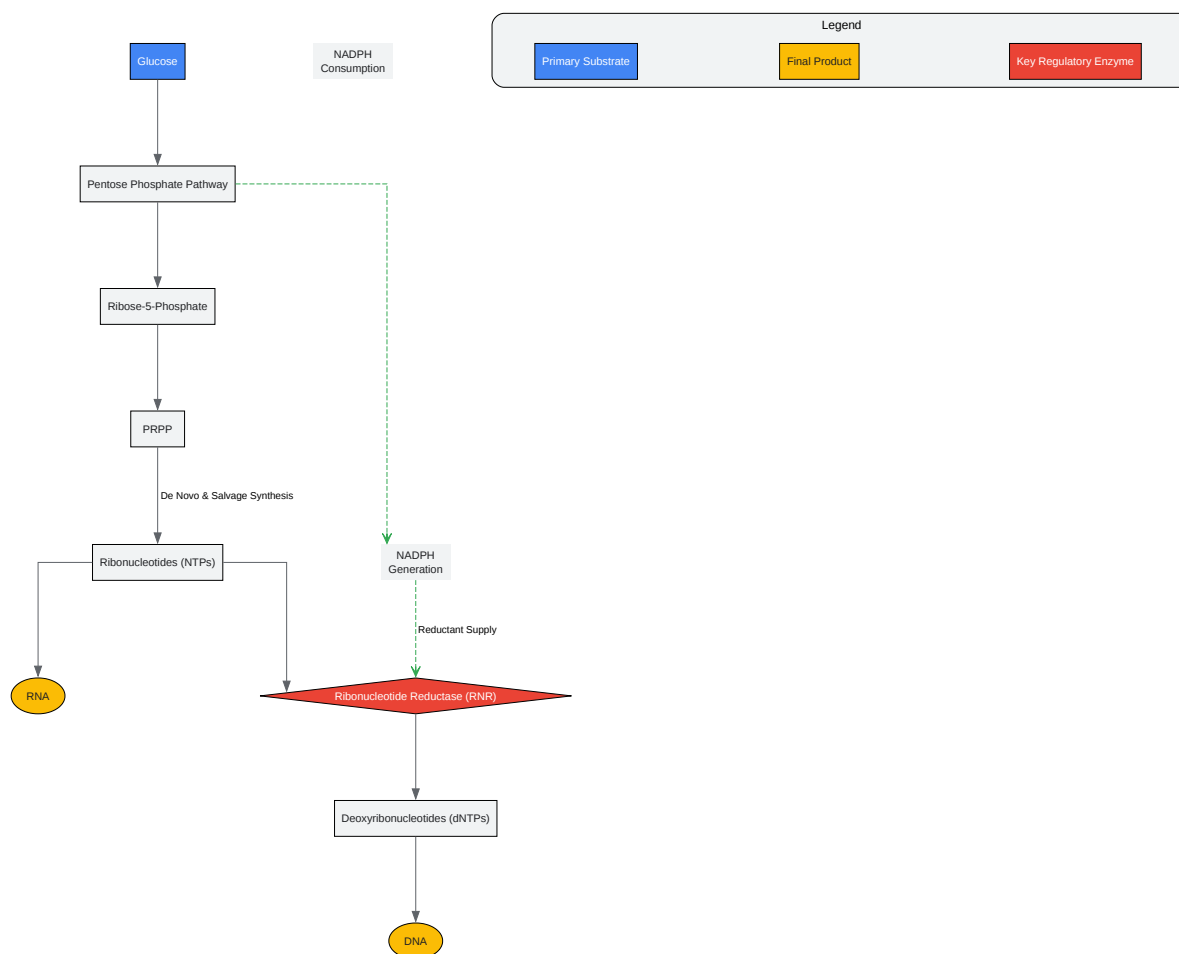 Legend
Glucose
NADPH
Consumption
Primary Substrate
Final Product
Key Regulatory Enzyme
Pentose Phosphate Pathway
Ribose-5-Phosphate
PRPP
De Novo & Salvage Synthesis
Ribonucleotides (NTPs)
NADPH
Generation
Reductant Supply
RNA
Ribonucleotide Reductase (RNR)
Deoxyribonucleotides (dNTPs)
DNA